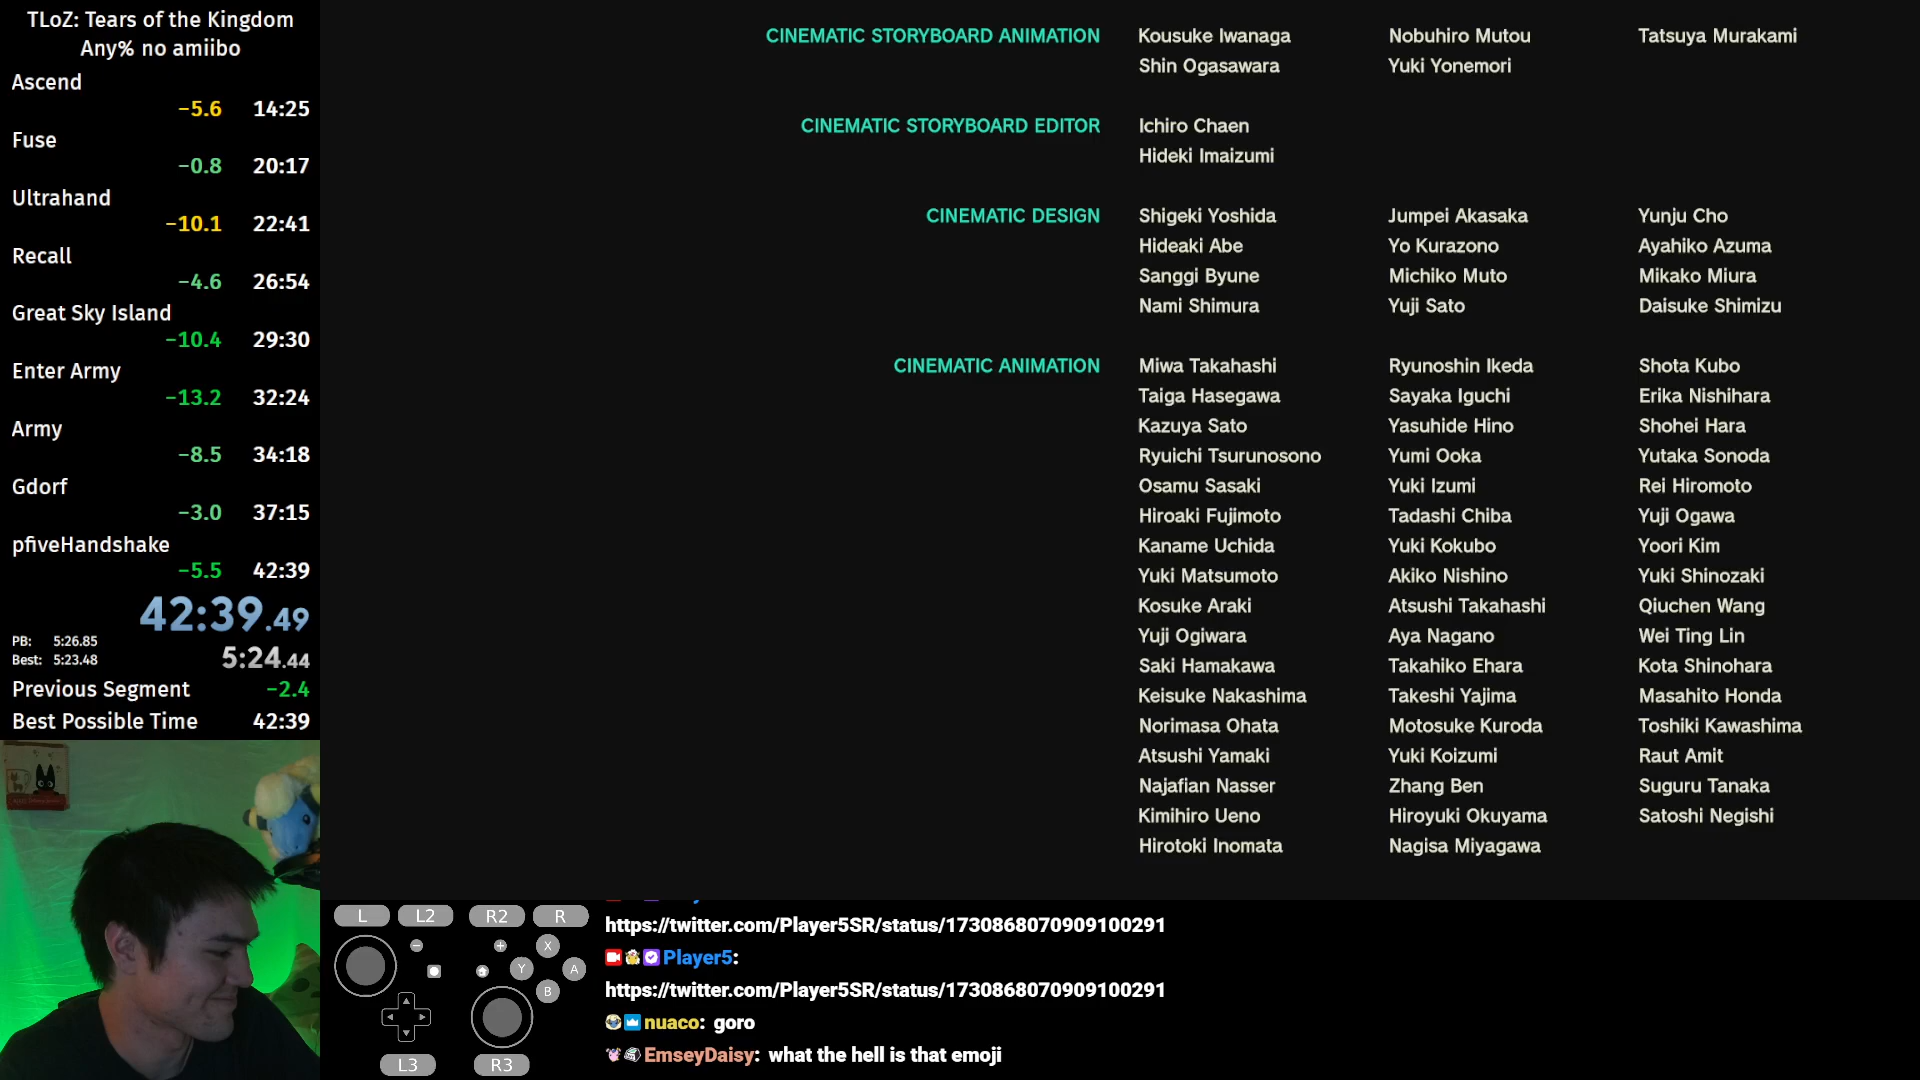 TLoZ: Tears of the Kingdom
Any% no amiibo
Ascend
−5.6 14:25
Fuse
−0.8 20:17
Ultrahand
−10.1 22:41
Recall
−4.6 26:54
Great Sky Island
−10.4 29:30
Enter Army
−13.2 32:24
Army
−8.5 34:18
Gdorf
−3.0 37:15
pfiveHandshake
−5.5 42:39
42:39.49
PB: 5:26.85
Best: 5:23.48
5:24.44
Previous Segment −2.4
Best Possible Time 42:39
CINEMATIC STORYBOARD ANIMATION Kousuke Iwanaga Nobuhiro Mutou Tatsuya Murakami
Shin Ogasawara Yuki Yonemori
CINEMATIC STORYBOARD EDITOR Ichiro Chaen
Hideki Imaizumi
CINEMATIC DESIGN Shigeki Yoshida Jumpei Akasaka Yunju Cho
Hideaki Abe Yo Kurazono Ayahiko Azuma
Sanggi Byune Michiko Muto Mikako Miura
Nami Shimura Yuji Sato Daisuke Shimizu
CINEMATIC ANIMATION Miwa Takahashi Ryunoshin Ikeda Shota Kubo
Taiga Hasegawa Sayaka Iguchi Erika Nishihara
Kazuya Sato Yasuhide Hino Shohei Hara
Ryuichi Tsurunosono Yumi Ooka Yutaka Sonoda
Osamu Sasaki Yuki Izumi Rei Hiromoto
Hiroaki Fujimoto Tadashi Chiba Yuji Ogawa
Kaname Uchida Yuki Kokubo Yoori Kim
Yuki Matsumoto Akiko Nishino Yuki Shinozaki
Kosuke Araki Atsushi Takahashi Qiuchen Wang
Yuji Ogiwara Aya Nagano Wei Ting Lin
Saki Hamakawa Takahiko Ehara Kota Shinohara
Keisuke Nakashima Takeshi Yajima Masahito Honda
Norimasa Ohata Motosuke Kuroda Toshiki Kawashima
Atsushi Yamaki Yuki Koizumi Raut Amit
Najafian Nasser Zhang Ben Suguru Tanaka
Kimihiro Ueno Hiroyuki Okuyama Satoshi Negishi
Hirotoki Inomata Nagisa Miyagawa
L L2 R2 R
X
Y A
B
L3 R3
https://twitter.com/Player5SR/status/1730868070909100291
Player5:
https://twitter.com/Player5SR/status/1730868070909100291
nuaco: goro
EmseyDaisy: what the hell is that emoji